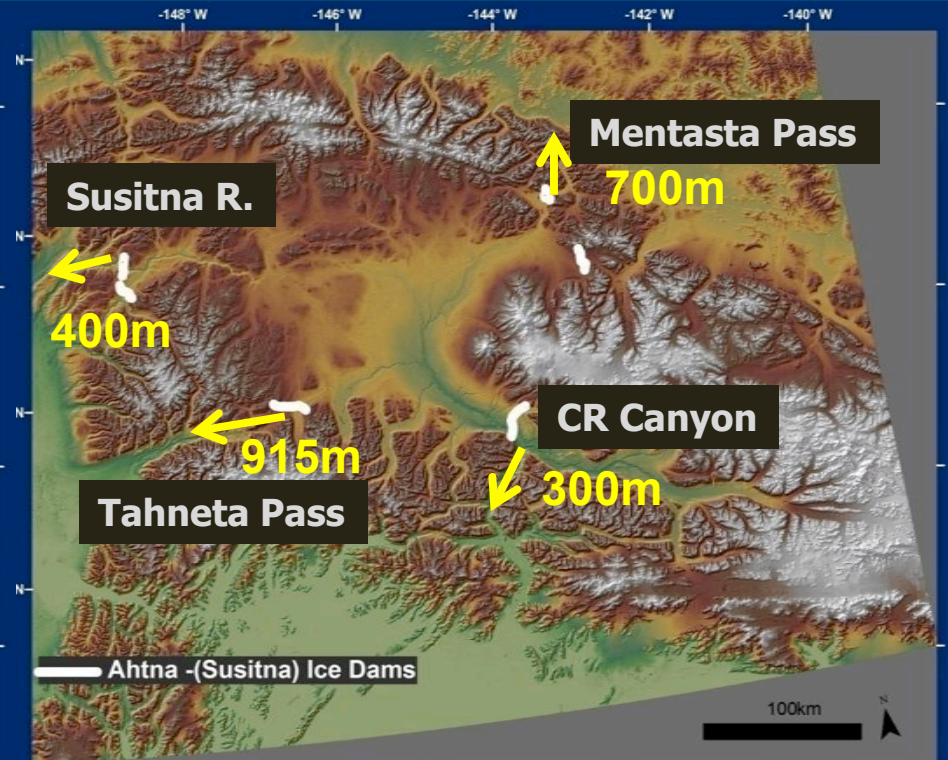 -148° W
-146° W
-144° W
-142° W
-140° W
N
Mentasta Pass
700m
Susitna R.
N
400m
CR Canyon
N
915m
300m
Tahneta Pass
N
Ahtna -(Susitna) Ice Dams
100km
N